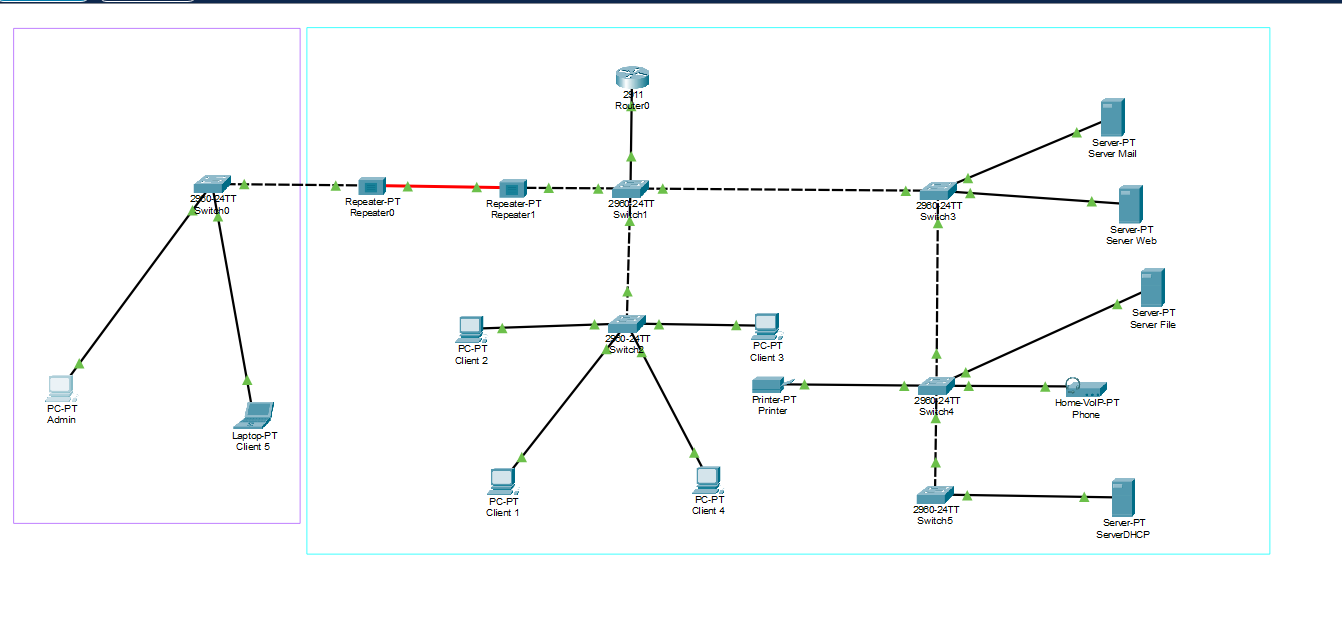 2911
Router0
Server-PT
Server Mail
2960-24TT
Switch0
Repeater-PT
Repeater0
Repeater-PT
Repeater1
2960-24TT
Switch1
2960-24TT
Switch3
Server-PT
Server Web
Server-PT
Server File
PC-PT
Client 2
2960-24TT
Switch2
PC-PT
Client 3
PC-PT
Admin
Laptop-PT
Client 5
Printer-PT
Printer
2960-24TT
Switch4
Home-VoIP-PT
Phone
PC-PT
Client 1
PC-PT
Client 4
2960-24TT
Switch5
Server-PT
ServerDHCP